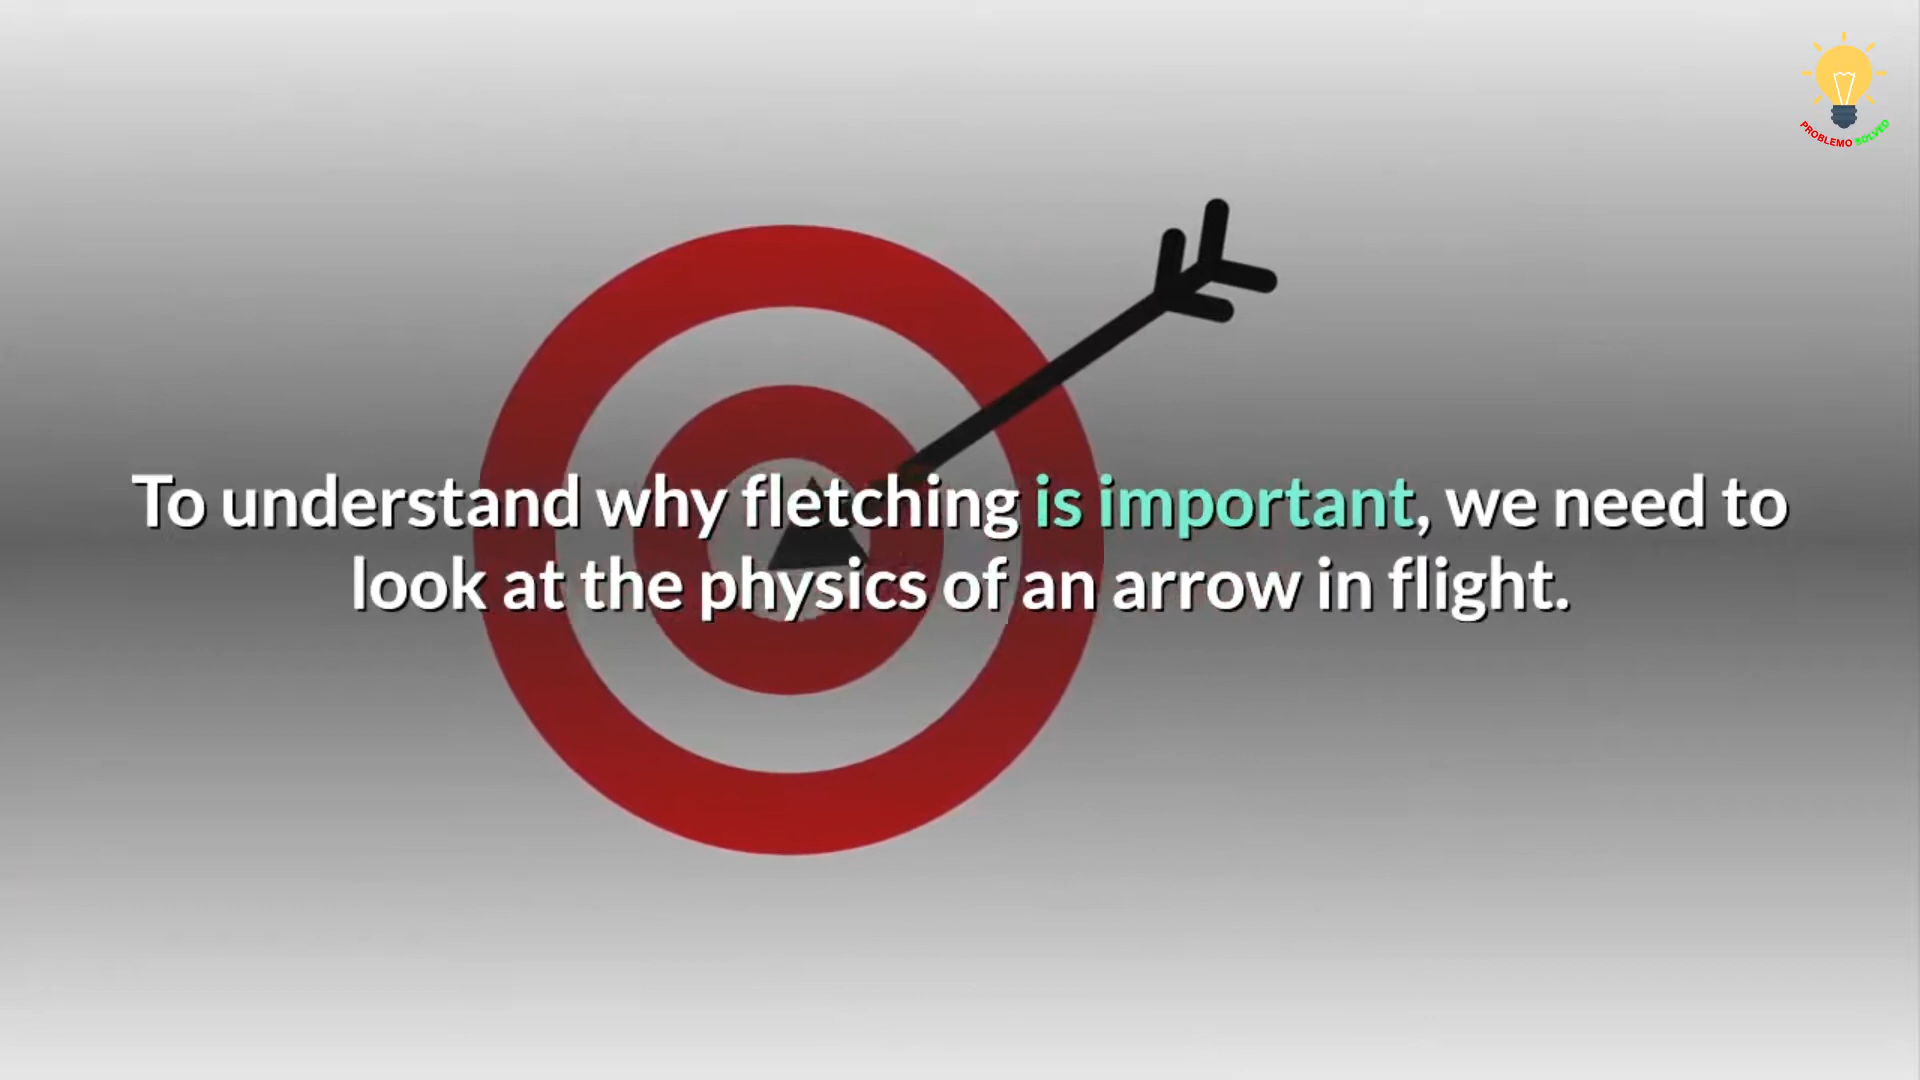 PROBLEMO SOLVED
To understand why fletching is important, we need to
look at the physics of an arrow in flight.